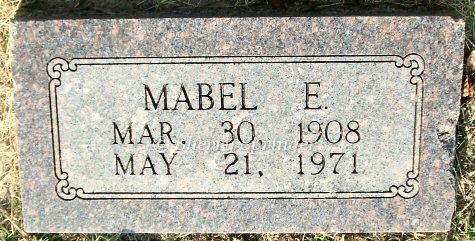 MABEL E.
MAR. 30, 1908
MAY 21, 1971